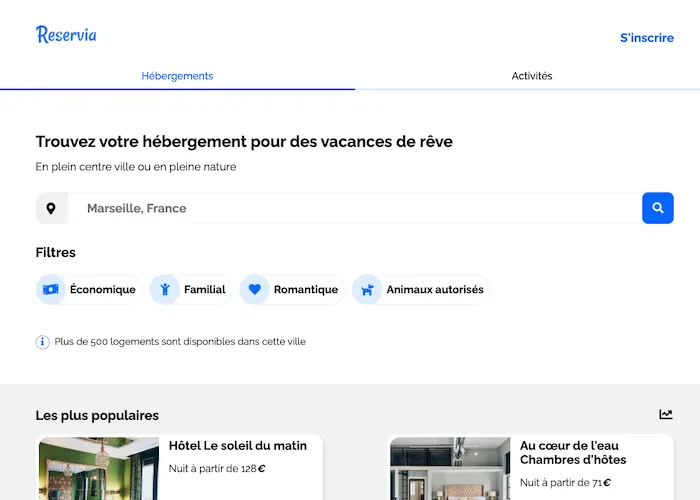 Reservia
S'inscrire
Hébergements
Activités
Trouvez votre hébergement pour des vacances de rêve
En plein centre ville ou en pleine nature
Marseille, France
Filtres
Économique
Familial
Romantique
Animaux autorisés
Plus de 500 logements sont disponibles dans cette ville
Les plus populaires
Hôtel Le soleil du matin
Nuit à partir de 128€
Au cœur de l'eau
Chambres d'hôtes
Nuit à partir de 71€